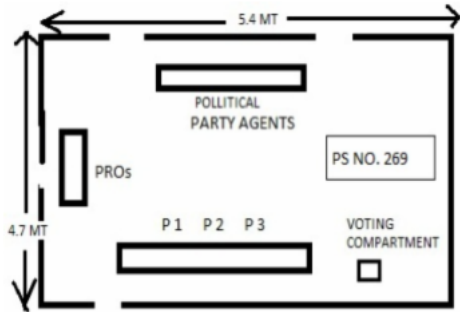 5.4 MT
POLLITICAL
PARTY AGENTS
PS NO. 269
PROs
P 1 P 2 P 3
VOTING
COMPARTMENT
4.7 MT